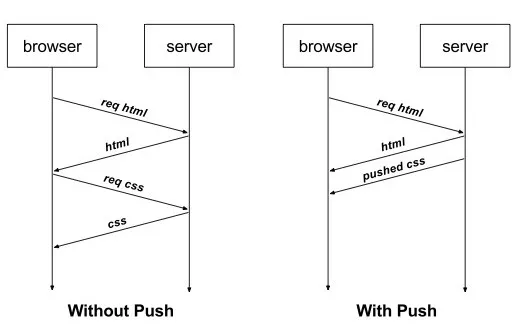 browser
server
req html
html
req css
css
Without Push
browser
server
req html
html
pushed css
With Push